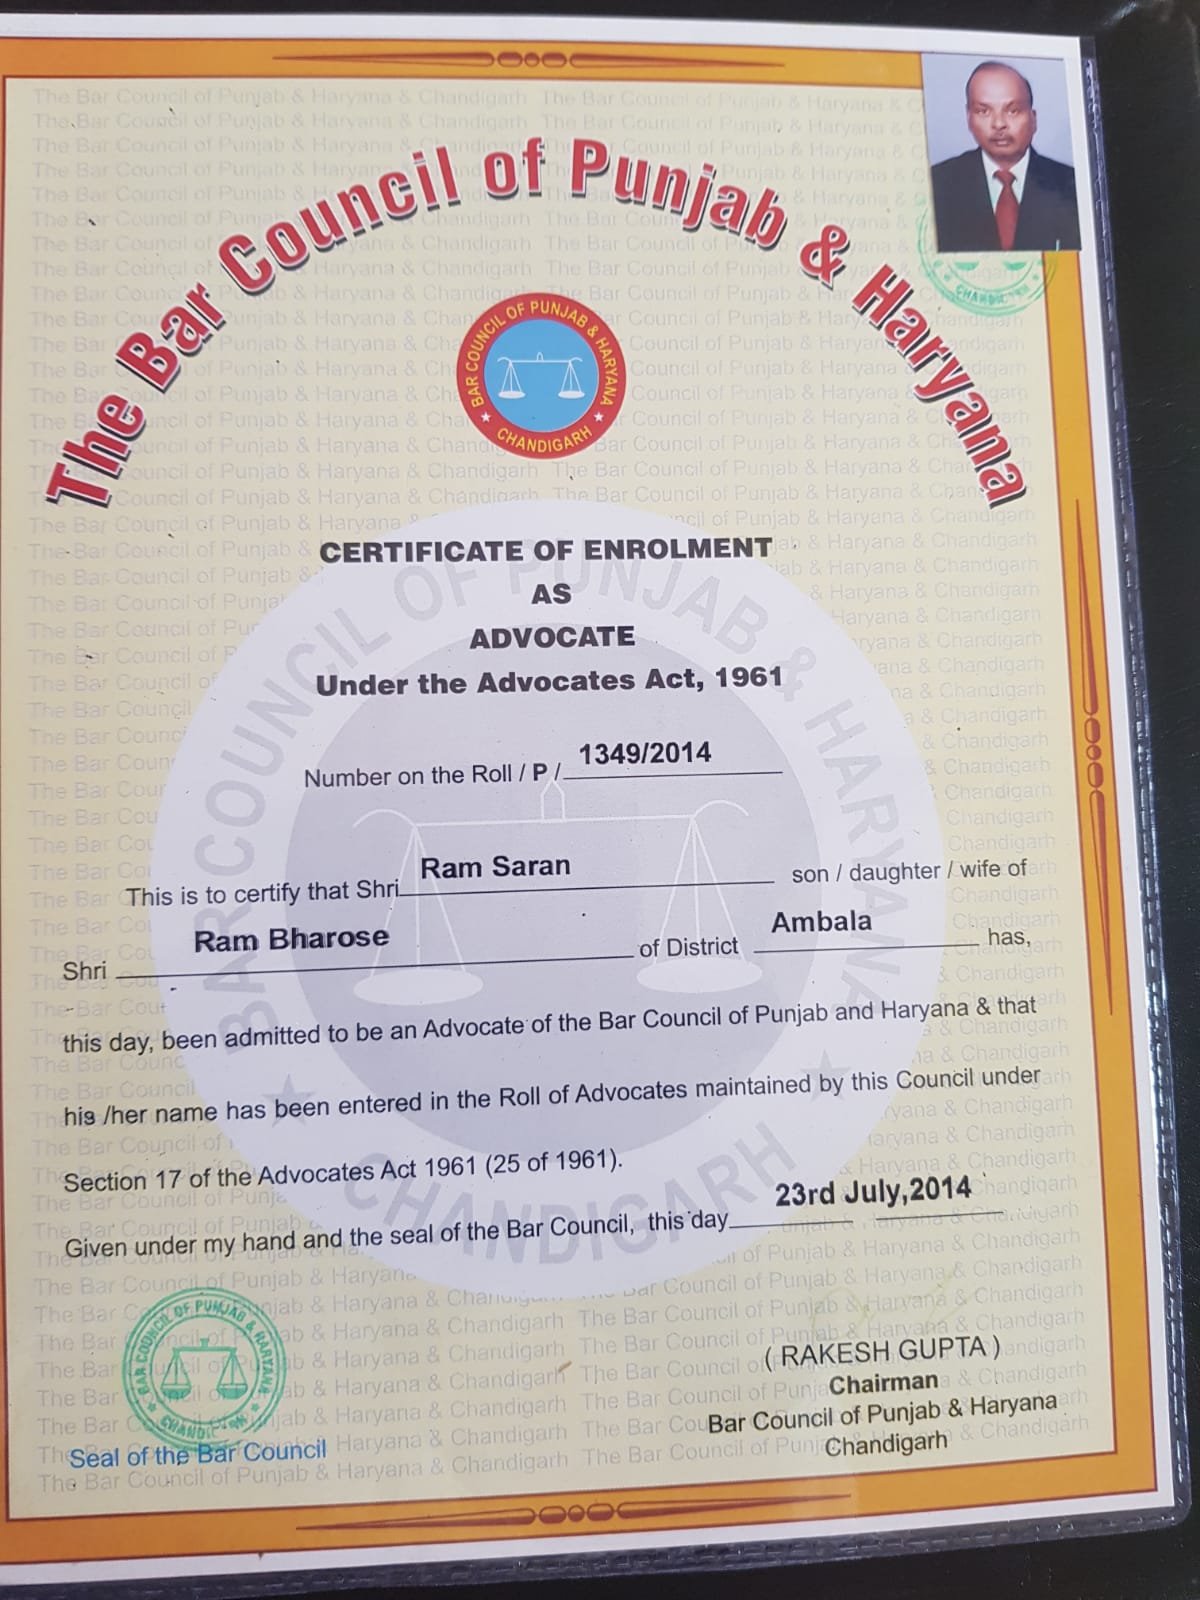 The Bar Council of Punjab & Haryana
BAR COUNCIL OF PUNJAB & HARYANA
CHANDIGARH
CERTIFICATE OF ENROLMENT
AS
ADVOCATE
Under the Advocates Act, 1961
Number on the Roll / P / 1349/2014
This is to certify that Shri Ram Saran son / daughter / wife of
Shri Ram Bharose of District Ambala has,
this day, been admitted to be an Advocate of the Bar Council of Punjab and Haryana & that
his /her name has been entered in the Roll of Advocates maintained by this Council under
Section 17 of the Advocates Act 1961 (25 of 1961).
Given under my hand and the seal of the Bar Council, this day 23rd July,2014
BAR COUNCIL OF PUNJAB & HARYANA
CHANDIGARH
( RAKESH GUPTA )
Chairman
Bar Council of Punjab & Haryana
Chandigarh
Seal of the Bar Council